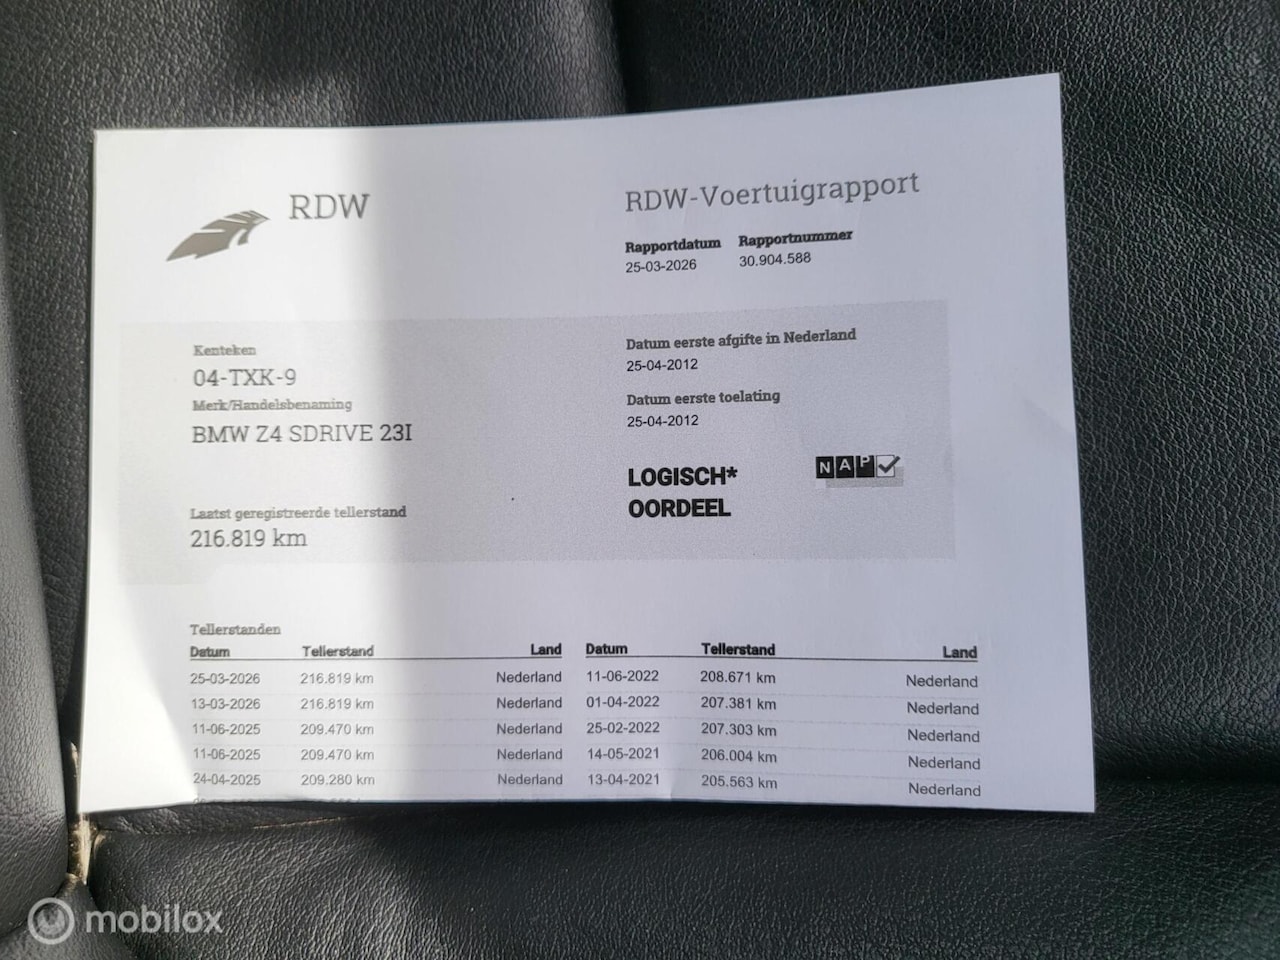 RDW
RDW-Voertuigrapport
Rapportdatum Rapportnummer
25-03-2026 30.904.588
Kenteken
04-TXK-9
Merk/Handelsbenaming
BMW Z4 SDRIVE 23I
Laatst geregistreerde tellerstand
216.819 km
Datum eerste afgifte in Nederland
25-04-2012
Datum eerste toelating
25-04-2012
LOGISCH*
OORDEEL
NAP
Tellerstanden
Datum Tellerstand Land Datum Tellerstand Land
25-03-2026 216.819 km Nederland 11-06-2022 208.671 km Nederland
13-03-2026 216.819 km Nederland 01-04-2022 207.381 km Nederland
11-06-2025 209.470 km Nederland 25-02-2022 207.303 km Nederland
11-06-2025 209.470 km Nederland 14-05-2021 206.004 km Nederland
24-04-2025 209.280 km Nederland 13-04-2021 205.563 km Nederland
mobilox